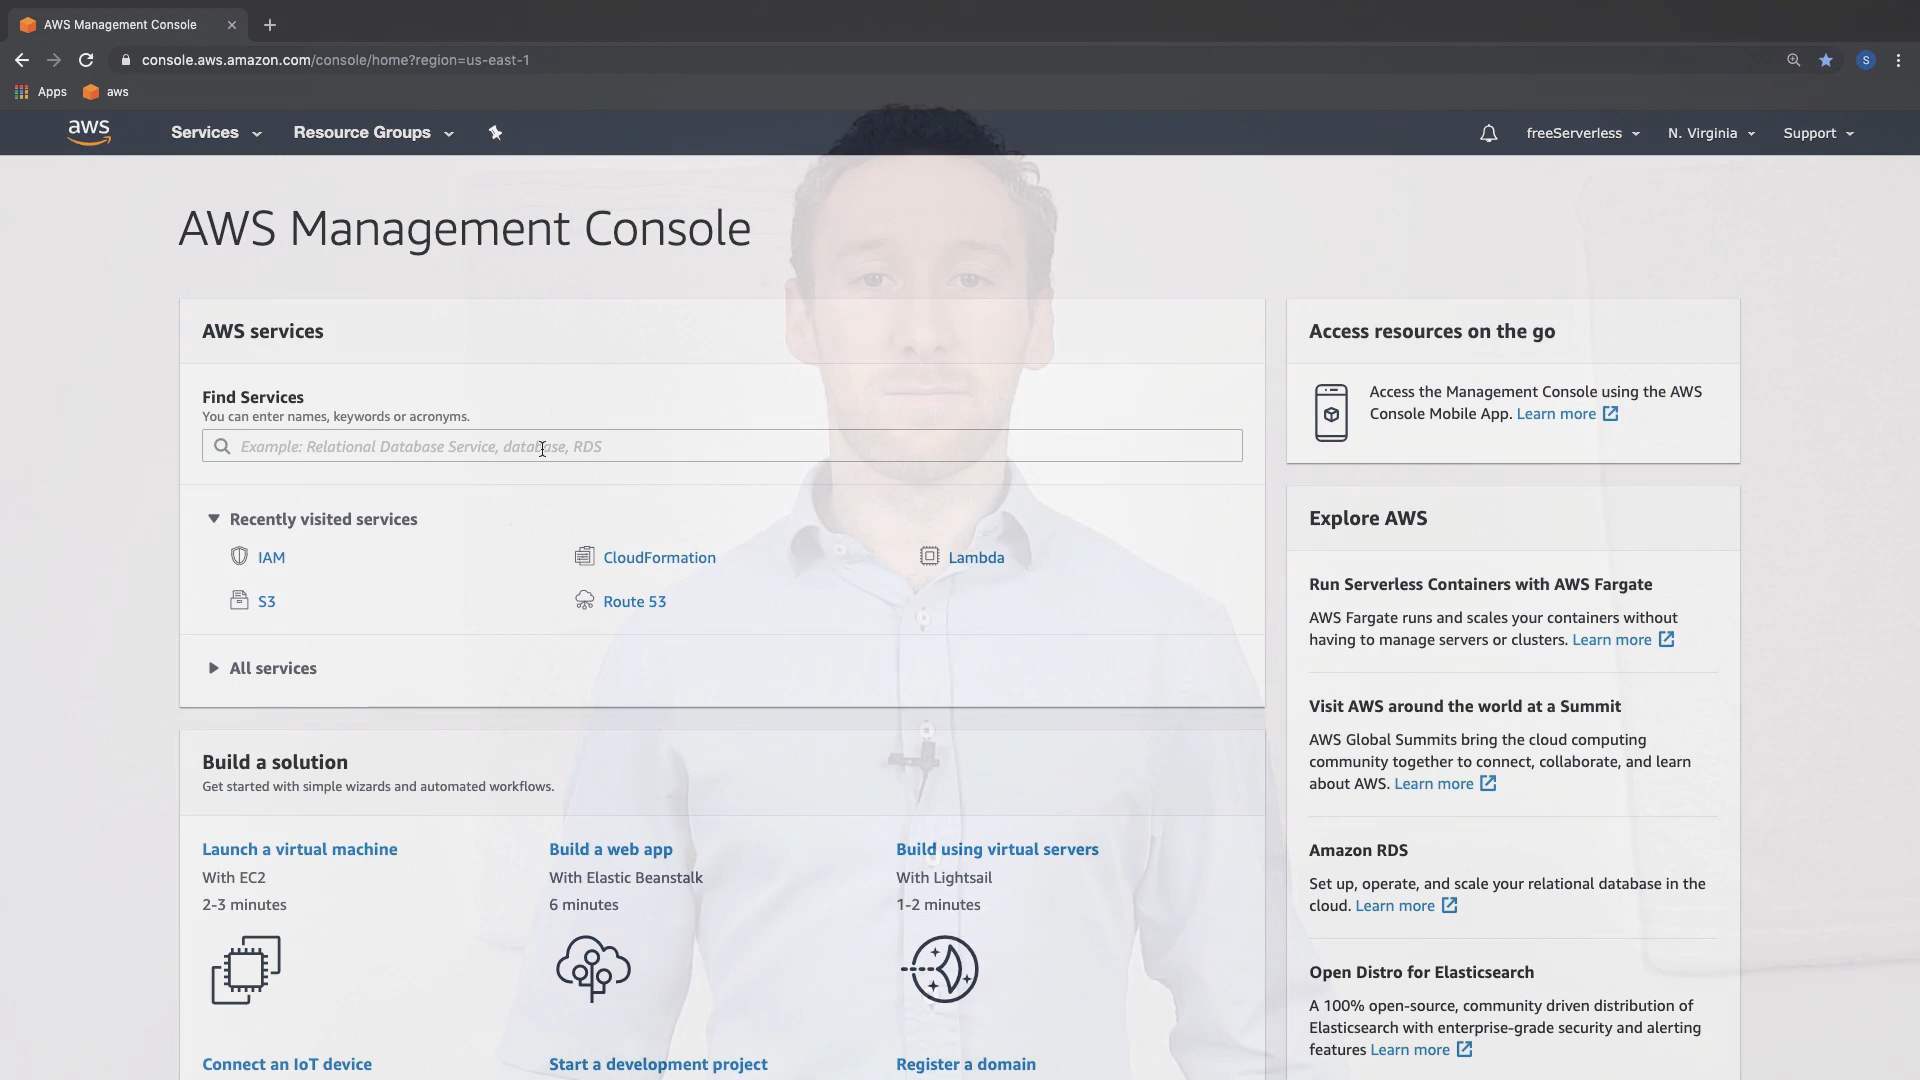 AWS Management Console
console.aws.amazon.com/console/home?region=us-east-1
S
Apps
aws
aws
Services
Resource Groups
freeServerless
N. Virginia
Support
AWS Management Console
AWS services
Find Services
You can enter names, keywords or acronyms.
Example: Relational Database Service, database, RDS
Recently visited services
IAM
CloudFormation
Lambda
S3
Route 53
All services
Build a solution
Get started with simple wizards and automated workflows.
Launch a virtual machine
With EC2
2-3 minutes
Build a web app
With Elastic Beanstalk
6 minutes
Build using virtual servers
With Lightsail
1-2 minutes
Connect an IoT device
Start a development project
Register a domain
Access resources on the go
Access the Management Console using the AWS
Console Mobile App. Learn more
Explore AWS
Run Serverless Containers with AWS Fargate
AWS Fargate runs and scales your containers without
having to manage servers or clusters. Learn more
Visit AWS around the world at a Summit
AWS Global Summits bring the cloud computing
community together to connect, collaborate, and learn
about AWS. Learn more
Amazon RDS
Set up, operate, and scale your relational database in the
cloud. Learn more
Open Distro for Elasticsearch
A 100% open-source, community driven distribution of
Elasticsearch with enterprise-grade security and alerting
features Learn more